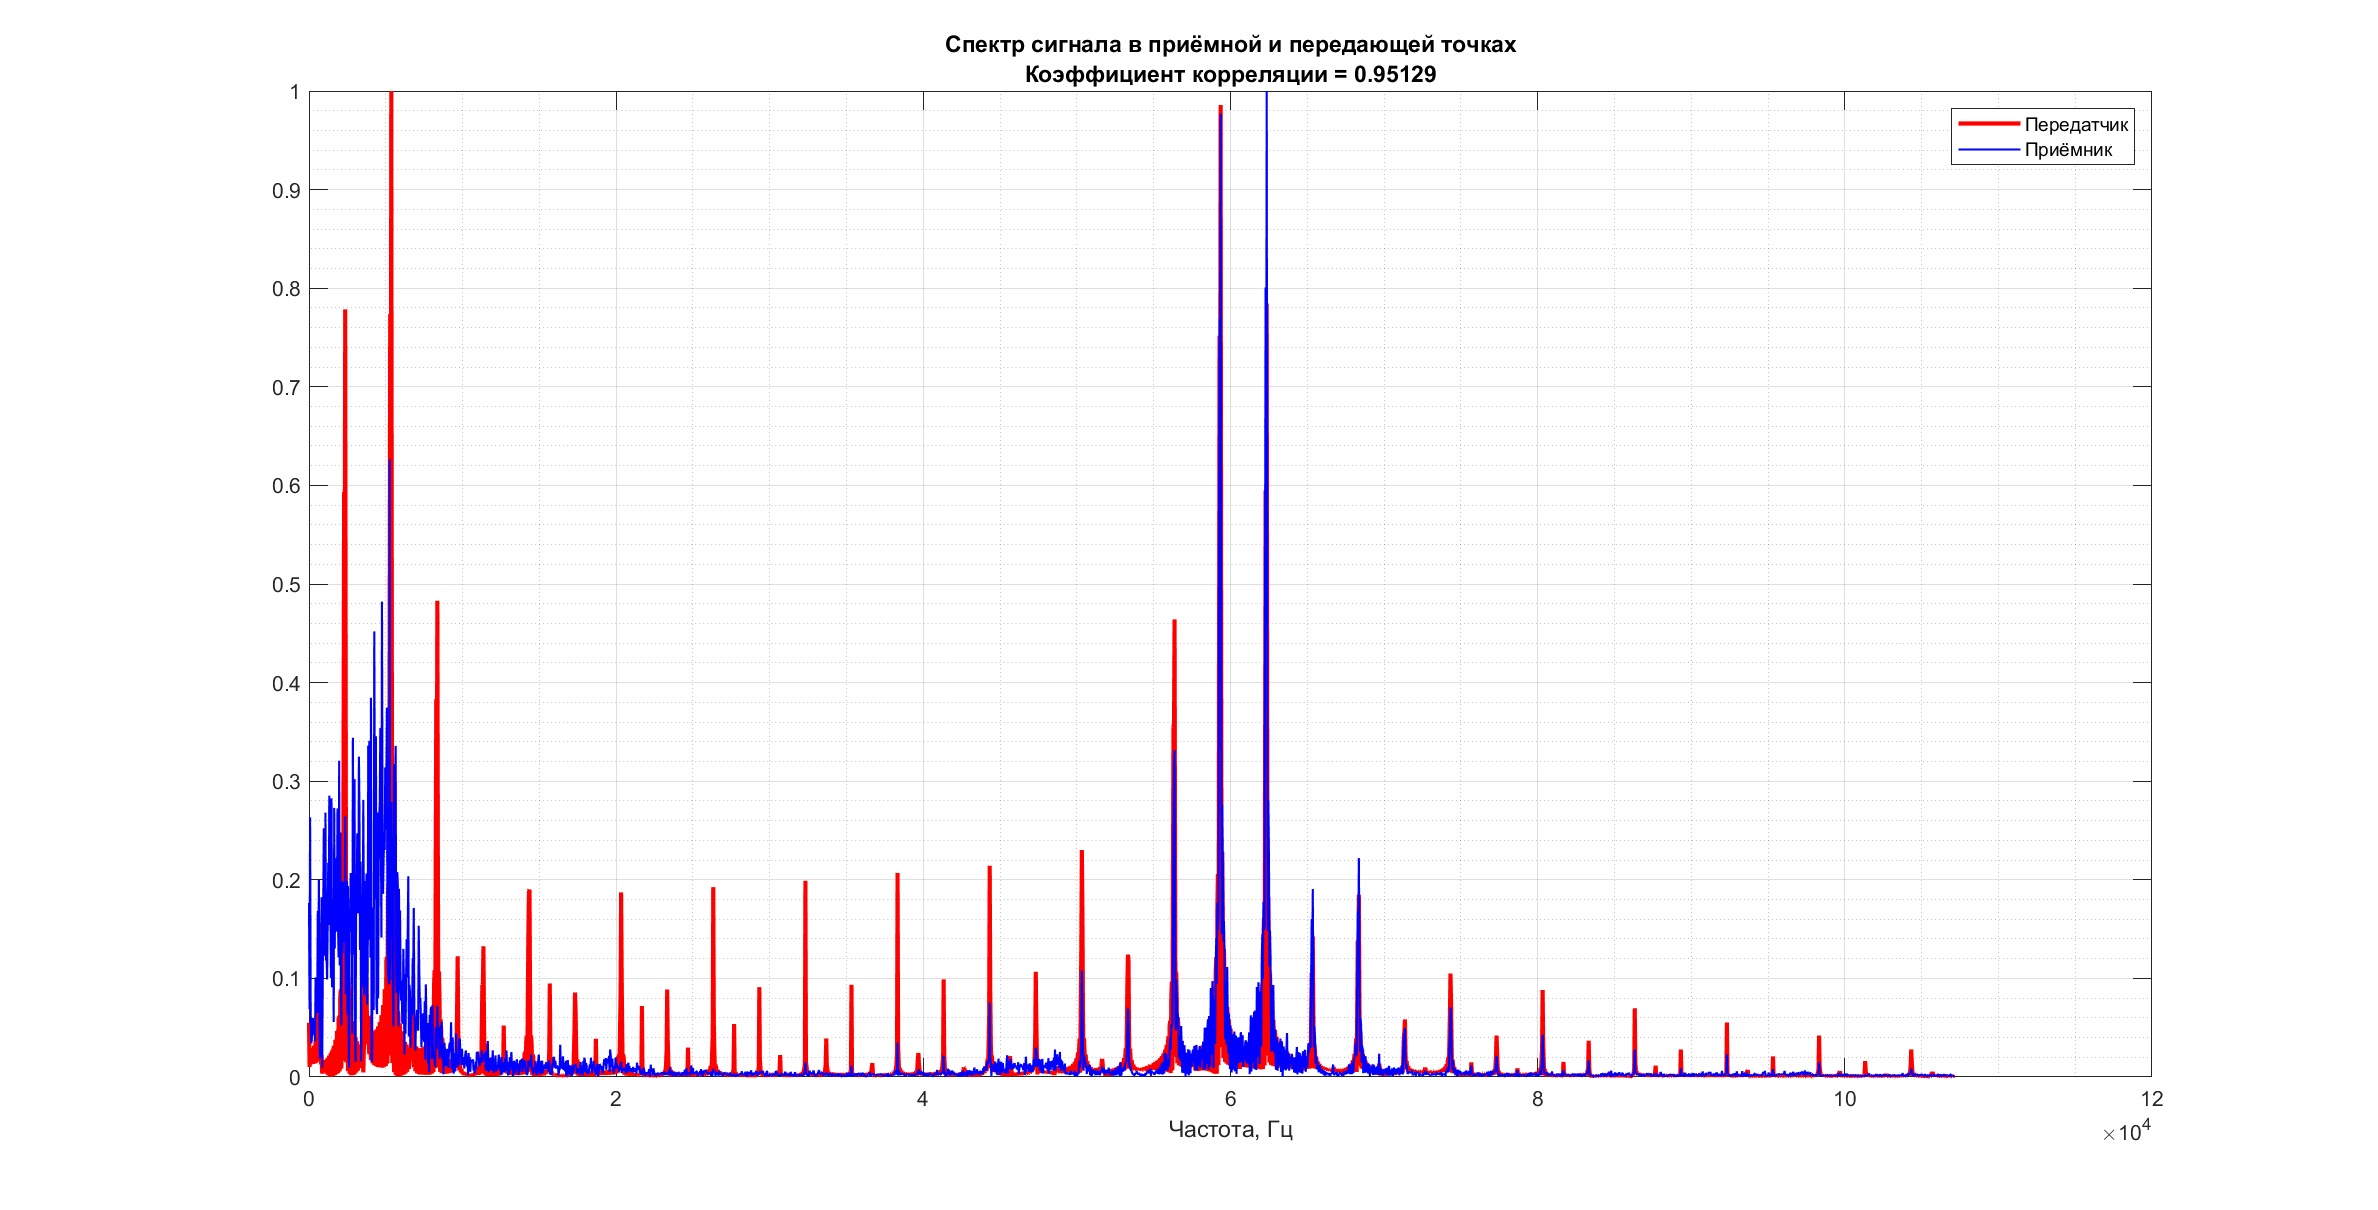 Спектр сигнала в приёмной и передающей точках
Коэффициент корреляции = 0.95129
1
0.9
0.8
0.7
0.6
0.5
0.4
0.3
0.2
0.1
0
Передатчик
Приёмник
0 2 4 6 8 10 12
Частота, Гц
×10⁴